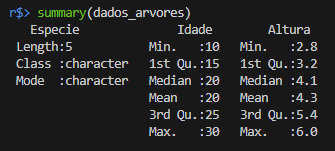 r$> summary(dados_arvores)
   Especie              Idade        Altura
 Length:5           Min.   :10   Min.   :2.8
 Class :character   1st Qu.:15   1st Qu.:3.2
 Mode  :character   Median :20   Median :4.1
                    Mean   :20   Mean   :4.3
                    3rd Qu.:25   3rd Qu.:5.4
                    Max.   :30   Max.   :6.0